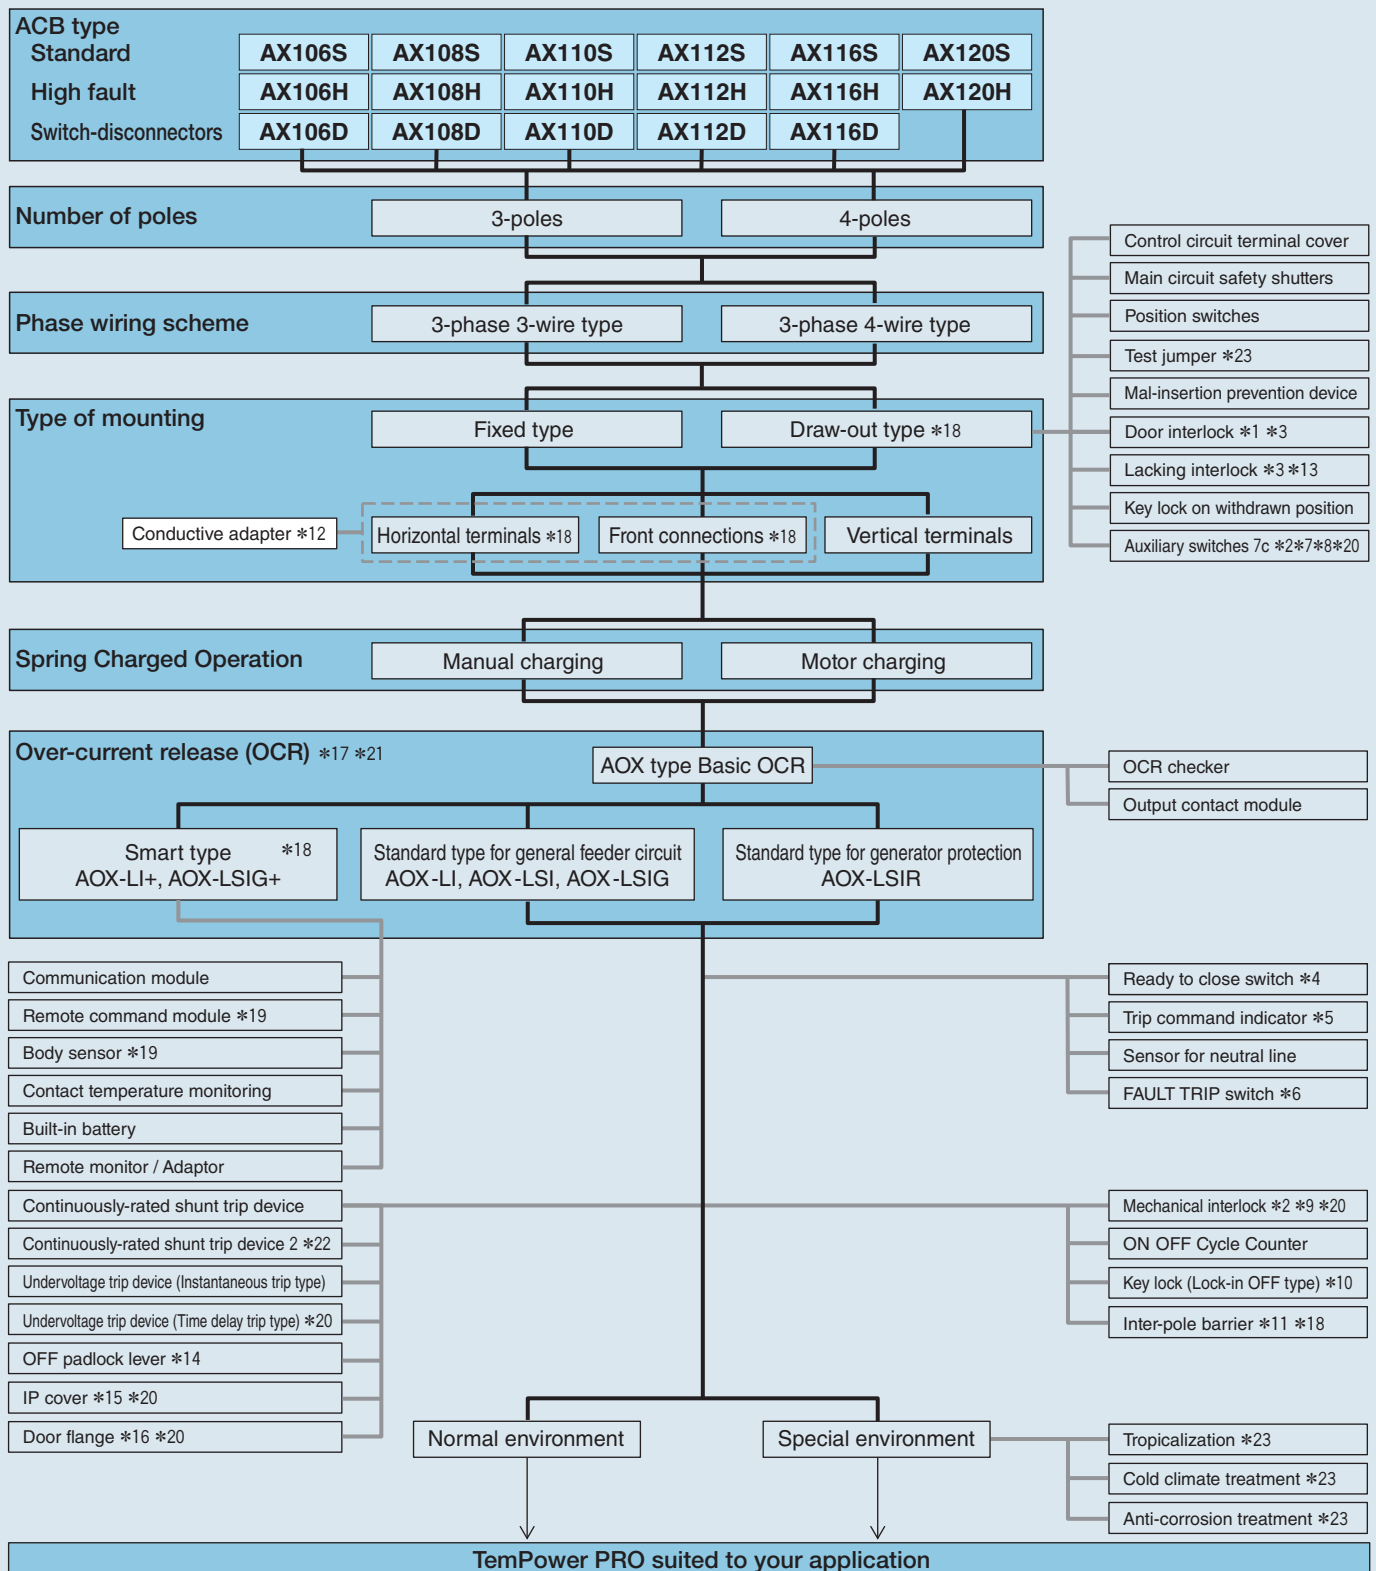 ACB type
Standard AX106S AX108S AX110S AX112S AX116S AX120S
High fault AX106H AX108H AX110H AX112H AX116H AX120H
Switch-disconnectors AX106D AX108D AX110D AX112D AX116D
Number of poles 3-poles 4-poles
Phase wiring scheme 3-phase 3-wire type 3-phase 4-wire type
Type of mounting Fixed type Draw-out type *18
Conductive adapter *12 Horizontal terminals *18 Front connections *18 Vertical terminals
Control circuit terminal cover
Main circuit safety shutters
Position switches
Test jumper *23
Mal-insertion prevention device
Door interlock *1 *3
Lacking interlock *3 *13
Key lock on withdrawn position
Auxiliary switches 7c *2*7*8*20
Spring Charged Operation Manual charging Motor charging
Over-current release (OCR) *17 *21
AOX type Basic OCR
OCR checker
Output contact module
Smart type *18
AOX-LI+, AOX-LSIG+
Standard type for general feeder circuit
AOX-LI, AOX-LSI, AOX-LSIG
Standard type for generator protection
AOX-LSIR
Communication module
Remote command module *19
Body sensor *19
Contact temperature monitoring
Built-in battery
Remote monitor / Adaptor
Ready to close switch *4
Trip command indicator *5
Sensor for neutral line
FAULT TRIP switch *6
Continuously-rated shunt trip device
Continuously-rated shunt trip device 2 *22
Undervoltage trip device (Instantaneous trip type)
Undervoltage trip device (Time delay trip type) *20
OFF padlock lever *14
IP cover *15 *20
Door flange *16 *20
Mechanical interlock *2 *9 *20
ON OFF Cycle Counter
Key lock (Lock-in OFF type) *10
Inter-pole barrier *11 *18
Normal environment Special environment
Tropicalization *23
Cold climate treatment *23
Anti-corrosion treatment *23
TemPower PRO suited to your application